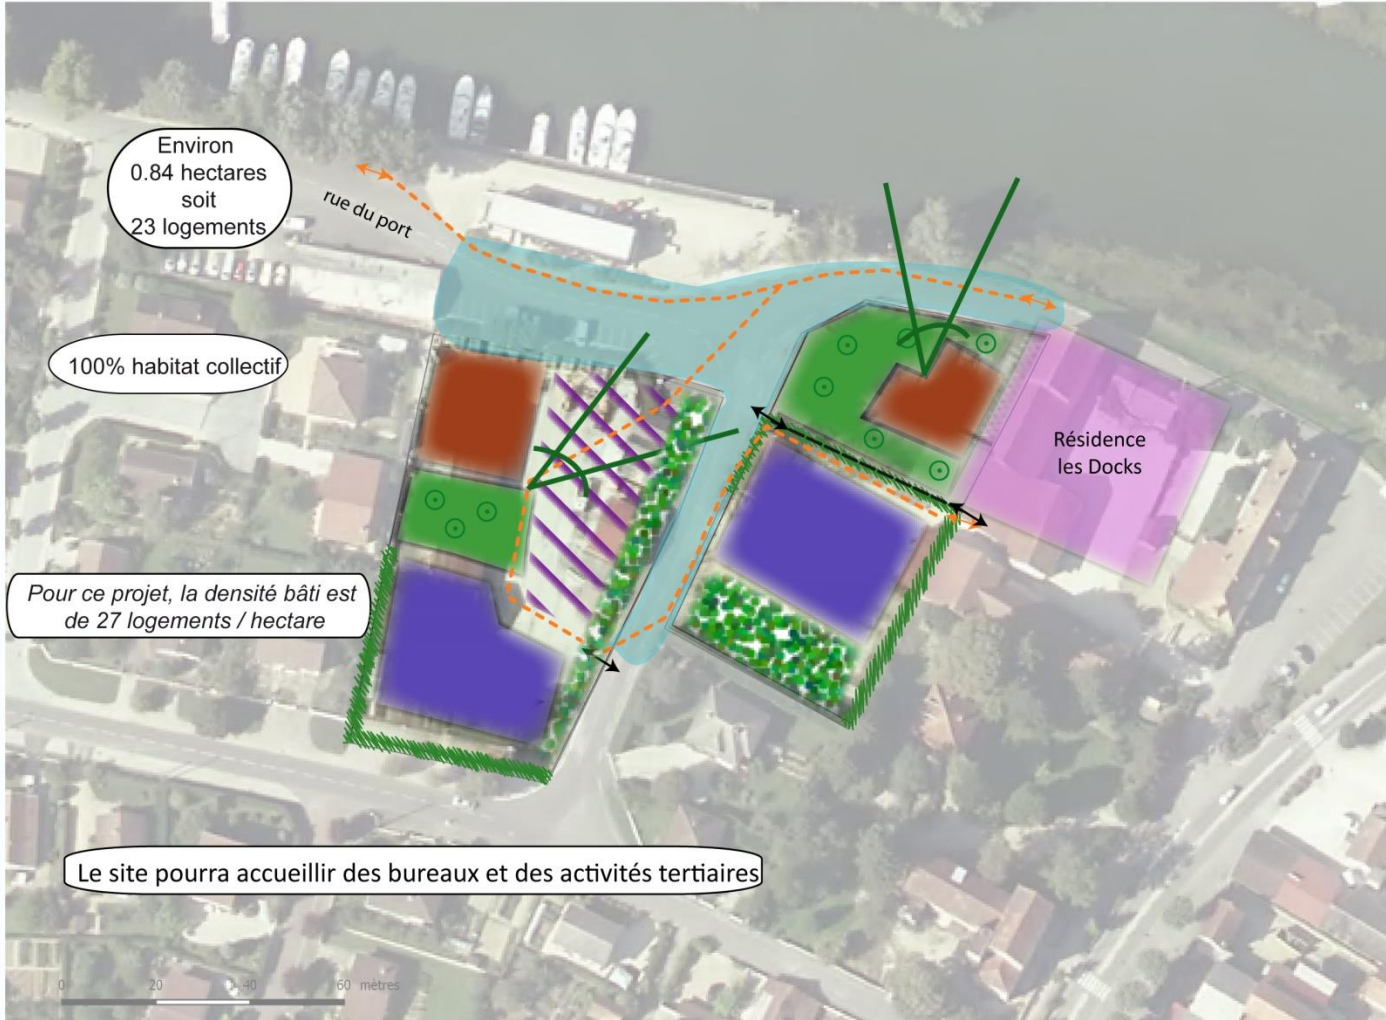 Environ
0.84 hectares
soit
23 logements
rue du port
100% habitat collectif
Résidence
les Docks
Pour ce projet, la densité bâti est
de 27 logements / hectare
Le site pourra accueillir des bureaux et des activités tertiaires
0 20 40 60 mètres